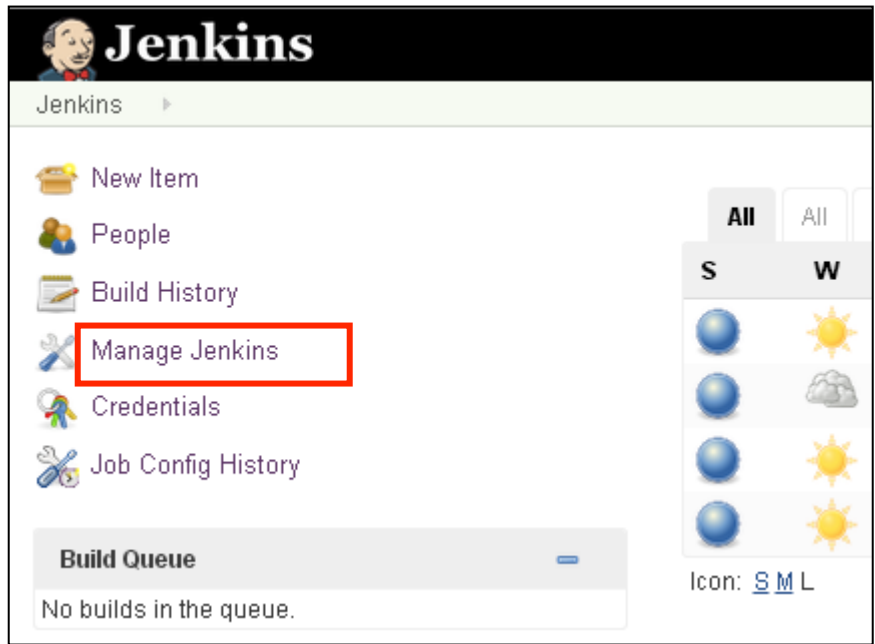 Jenkins
Jenkins
New Item
People
Build History
Manage Jenkins
Credentials
Job Config History
Build Queue
No builds in the queue.
All All
S W
Icon: S M L